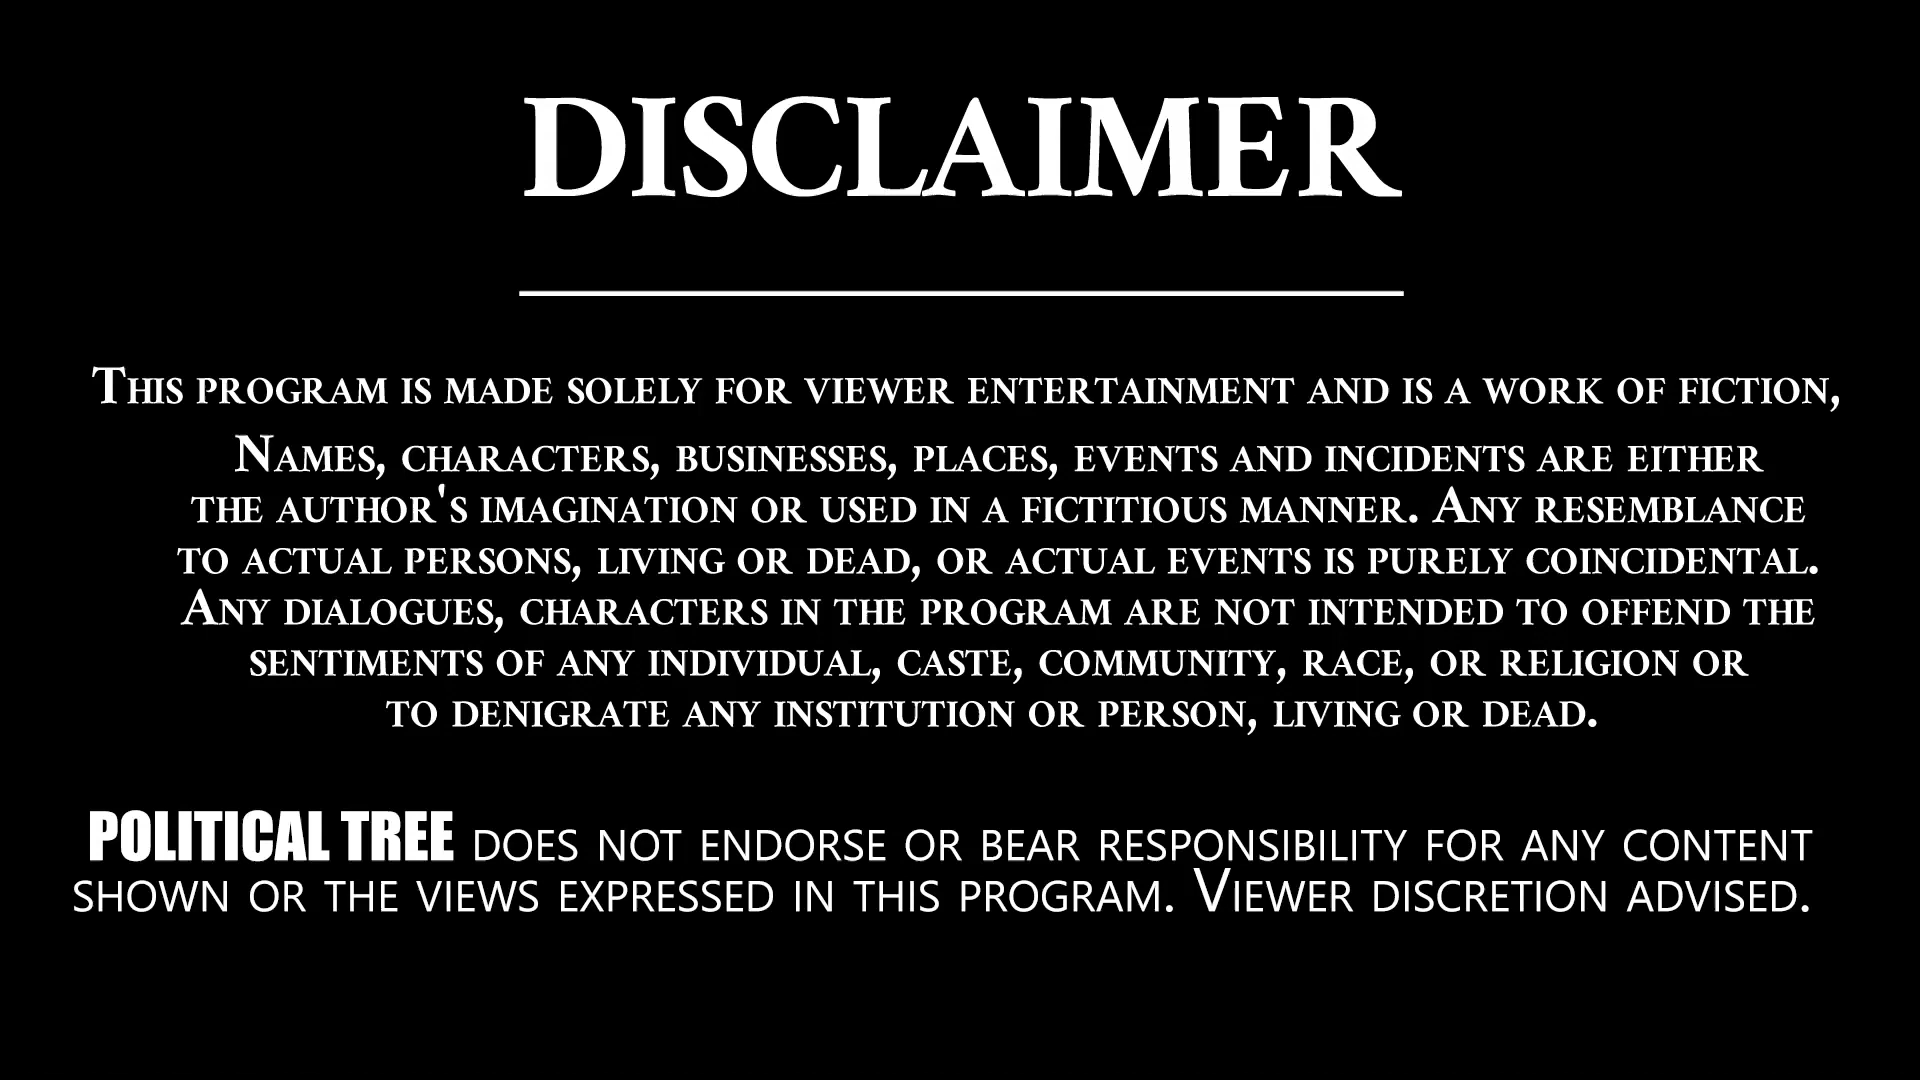 DISCLAIMER
This program is made solely for viewer entertainment and is a work of fiction,
Names, characters, businesses, places, events and incidents are either
the author's imagination or used in a fictitious manner. Any resemblance
to actual persons, living or dead, or actual events is purely coincidental.
Any dialogues, characters in the program are not intended to offend the
sentiments of any individual, caste, community, race, or religion or
to denigrate any institution or person, living or dead.
POLITICAL TREE does not endorse or bear responsibility for any content
shown or the views expressed in this program. Viewer discretion advised.